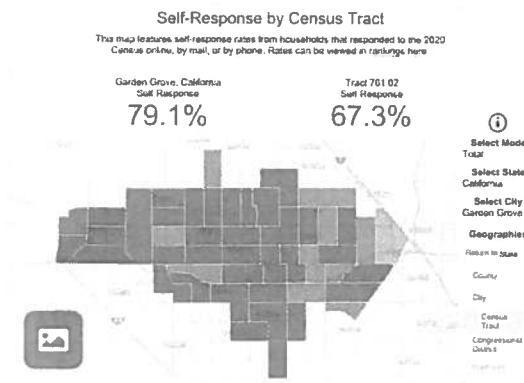 Self-Response by Census Tract
This map features self-response rates from households that responded to the 2020
Census online, by mail, or by phone. Rates can be viewed in rankings here
Garden Grove, California
Self Response
79.1%
Tract 761 02
Self Response
67.3%
Select Mode
Total
Select State
California
Select City
Garden Grove
Geographies
Return to State
County
City
Census
Tract
Congressional
District